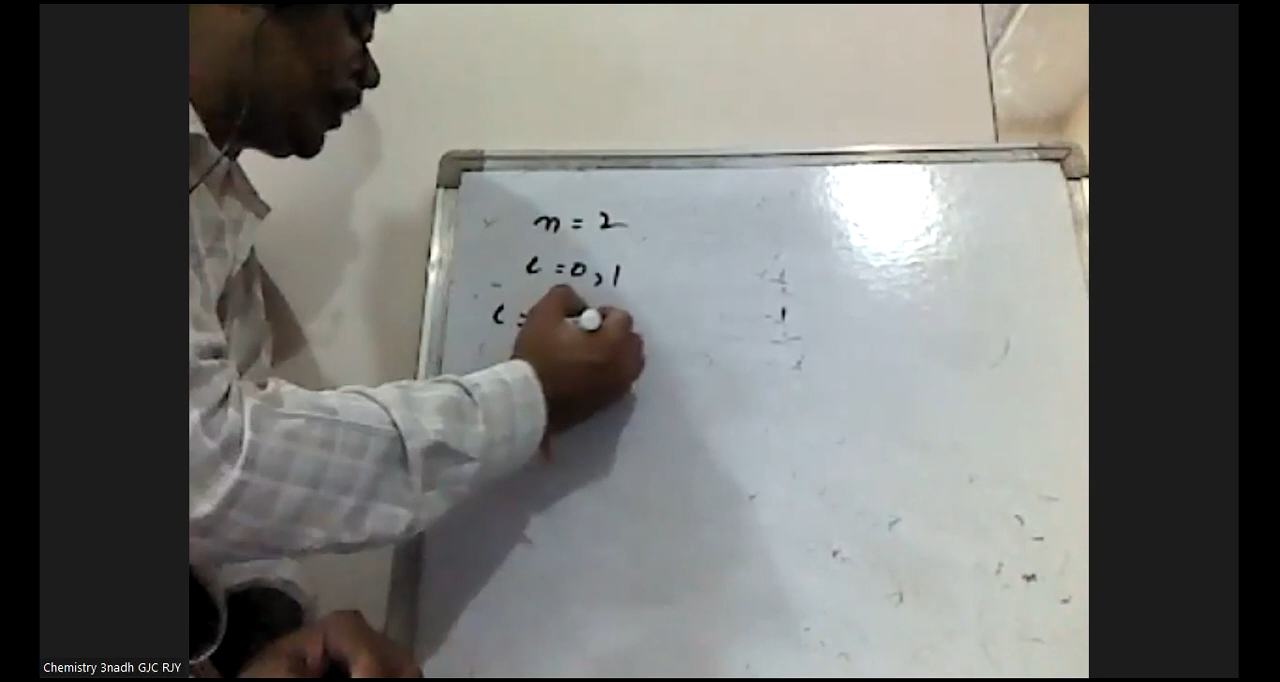 n = 2
l = 0, 1
l =
Chemistry 3nadh GJC RJY